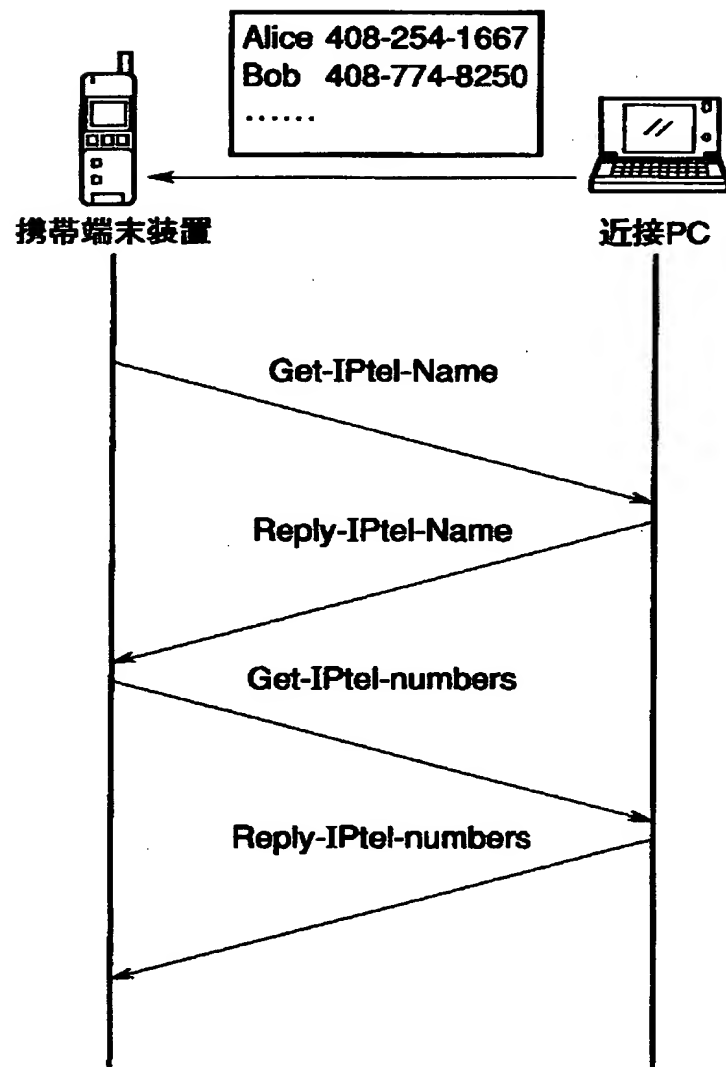 Alice 408-254-1667
Bob 408-774-8250
......
携帯端末装置
近接PC
Get-IPtel-Name
Reply-IPtel-Name
Get-IPtel-numbers
Reply-IPtel-numbers